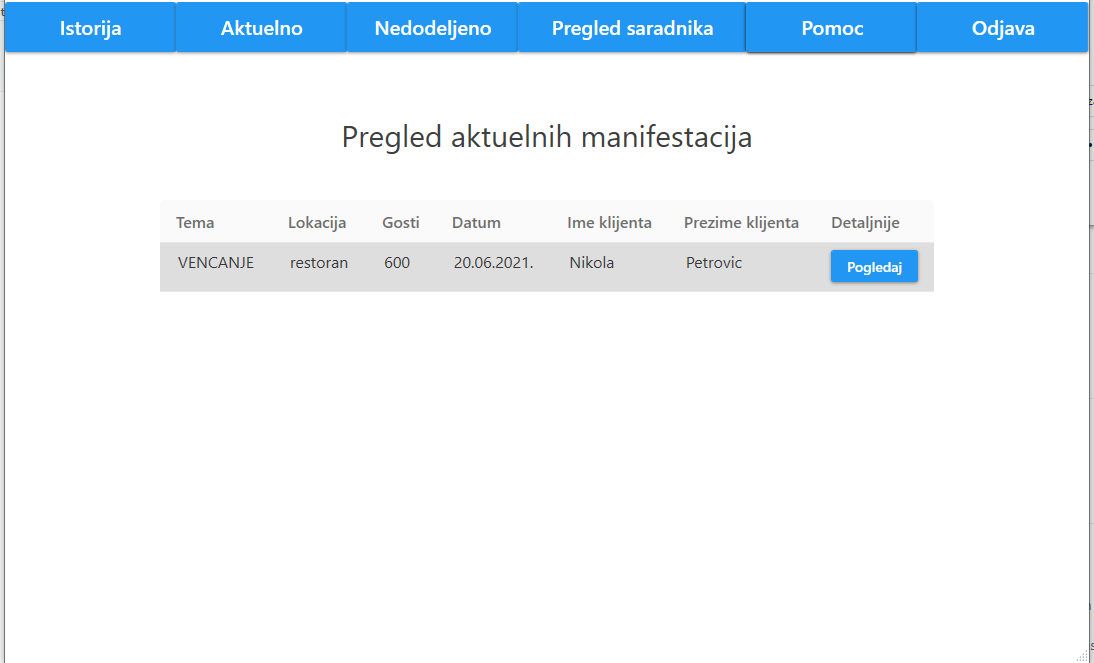 Istorija Aktuelno Nedodeljeno Pregled saradnika Pomoc Odjava
Pregled aktuelnih manifestacija
Tema Lokacija Gosti Datum Ime klijenta Prezime klijenta Detaljnije
VENCANJE restoran 600 20.06.2021. Nikola Petrovic Pogledaj